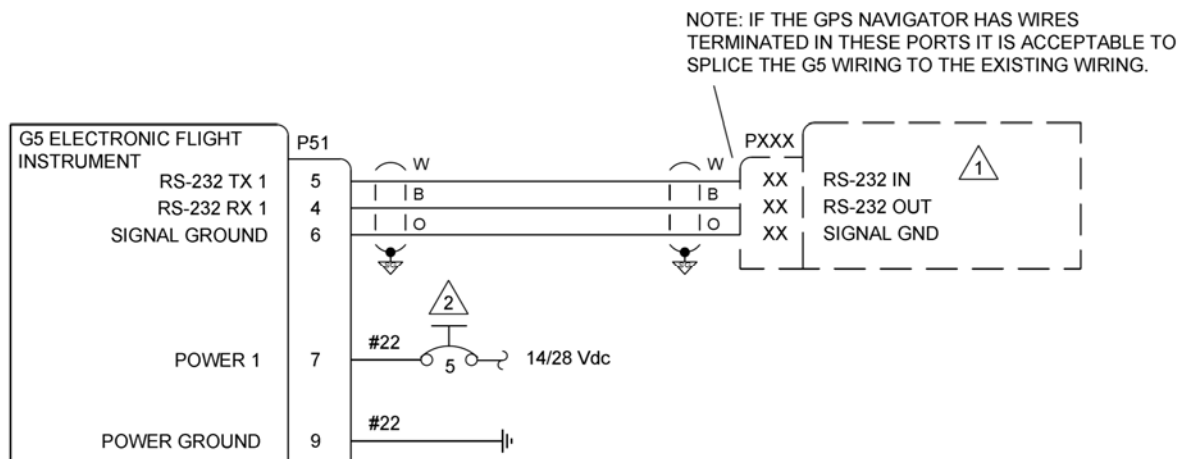 NOTE: IF THE GPS NAVIGATOR HAS WIRES
TERMINATED IN THESE PORTS IT IS ACCEPTABLE TO
SPLICE THE G5 WIRING TO THE EXISTING WIRING.
G5 ELECTRONIC FLIGHT
INSTRUMENT
P51
PXXX
1
W
W
RS-232 TX 1 5 XX RS-232 IN
B
B
RS-232 RX 1 4 XX RS-232 OUT
O
O
SIGNAL GROUND 6 XX SIGNAL GND
2
#22
POWER 1 7 5 14/28 Vdc
#22
POWER GROUND 9